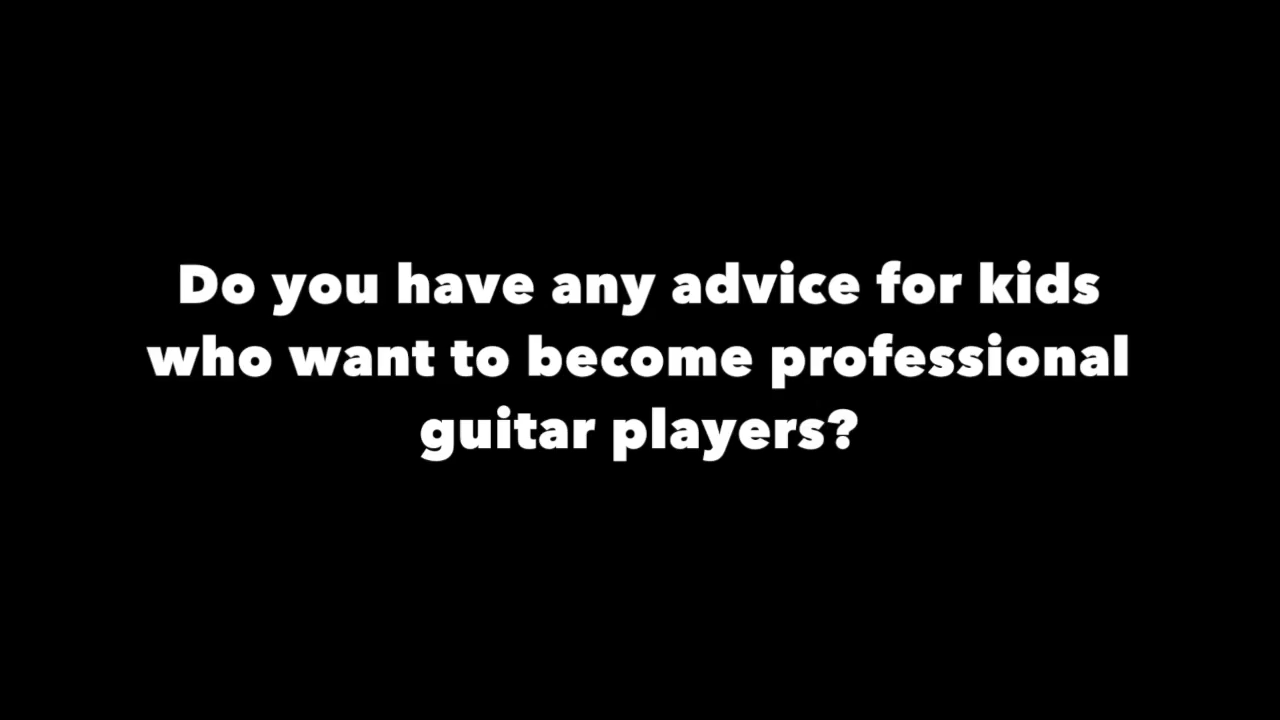 Do you have any advice for kids
who want to become professional
guitar players?